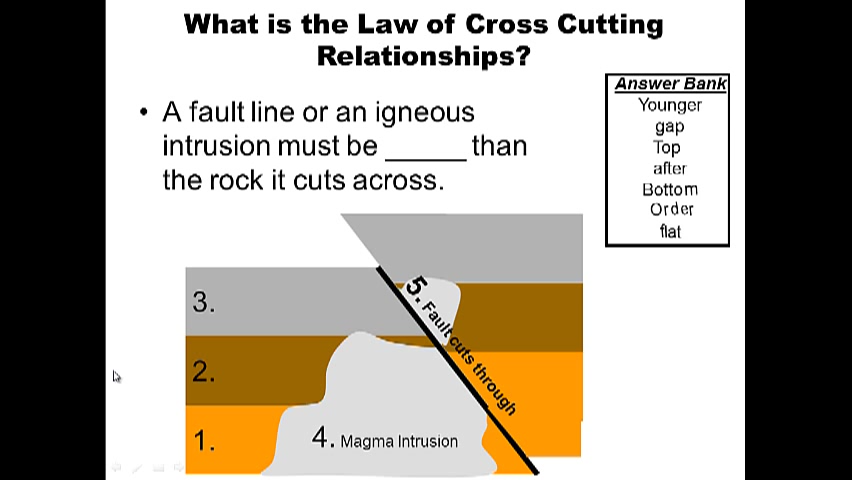 What is the Law of Cross Cutting
Relationships?
• A fault line or an igneous
intrusion must be ______ than
the rock it cuts across.
Answer Bank
Younger
gap
Top
after
Bottom
Order
flat
3.
2.
1.
4. Magma Intrusion
5. Fault cuts through